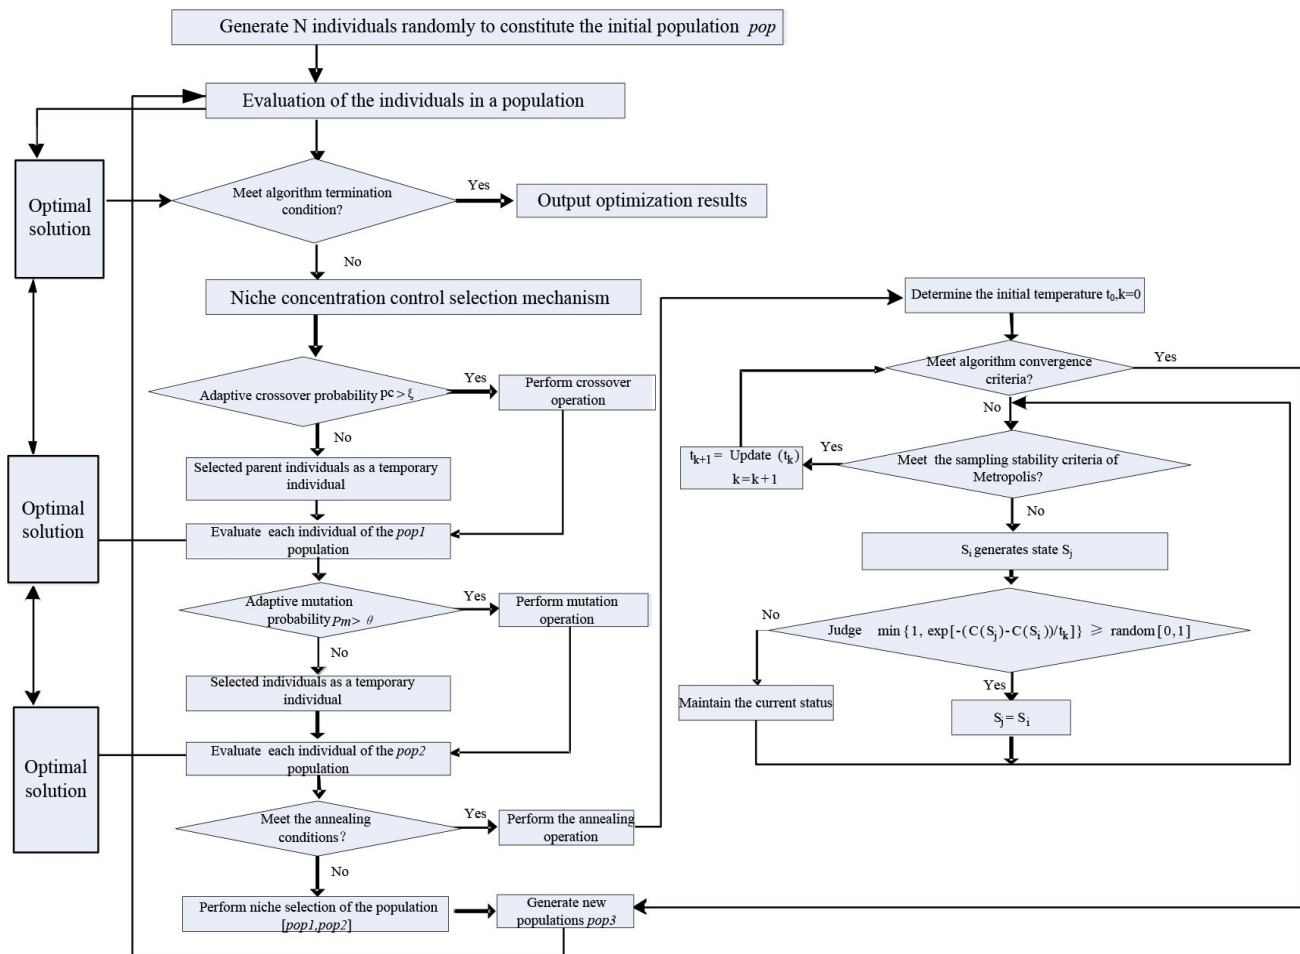 Generate N individuals randomly to constitute the initial population pop
Evaluation of the individuals in a population
Optimal
solution
Meet algorithm termination
condition?
Yes
Output optimization results
No
Niche concentration control selection mechanism
Adaptive crossover probability pc > ξ
Yes
Perform crossover
operation
No
Selected parent individuals as a temporary
individual
Optimal
solution
Evaluate each individual of the pop1
population
Adaptive mutation
probability Pm > θ
Yes
Perform mutation
operation
No
Selected individuals as a temporary
individual
Optimal
solution
Evaluate each individual of the pop2
population
Meet the annealing
conditions?
Yes
Perform the annealing
operation
No
Perform niche selection of the population
[pop1,pop2]
Generate new
populations pop3
Determine the initial temperature t₀,k=0
Meet algorithm convergence
criteria?
Yes
No
Meet the sampling stability criteria of
Metropolis?
Yes
tₖ₊₁ = Update (tₖ)
k=k+1
No
Sᵢ generates state Sⱼ
Judge min{1, exp[-(C(Sⱼ)-C(Sᵢ))/tₖ]} ⩾ random[0,1]
No
Maintain the current status
Yes
Sⱼ= Sᵢ